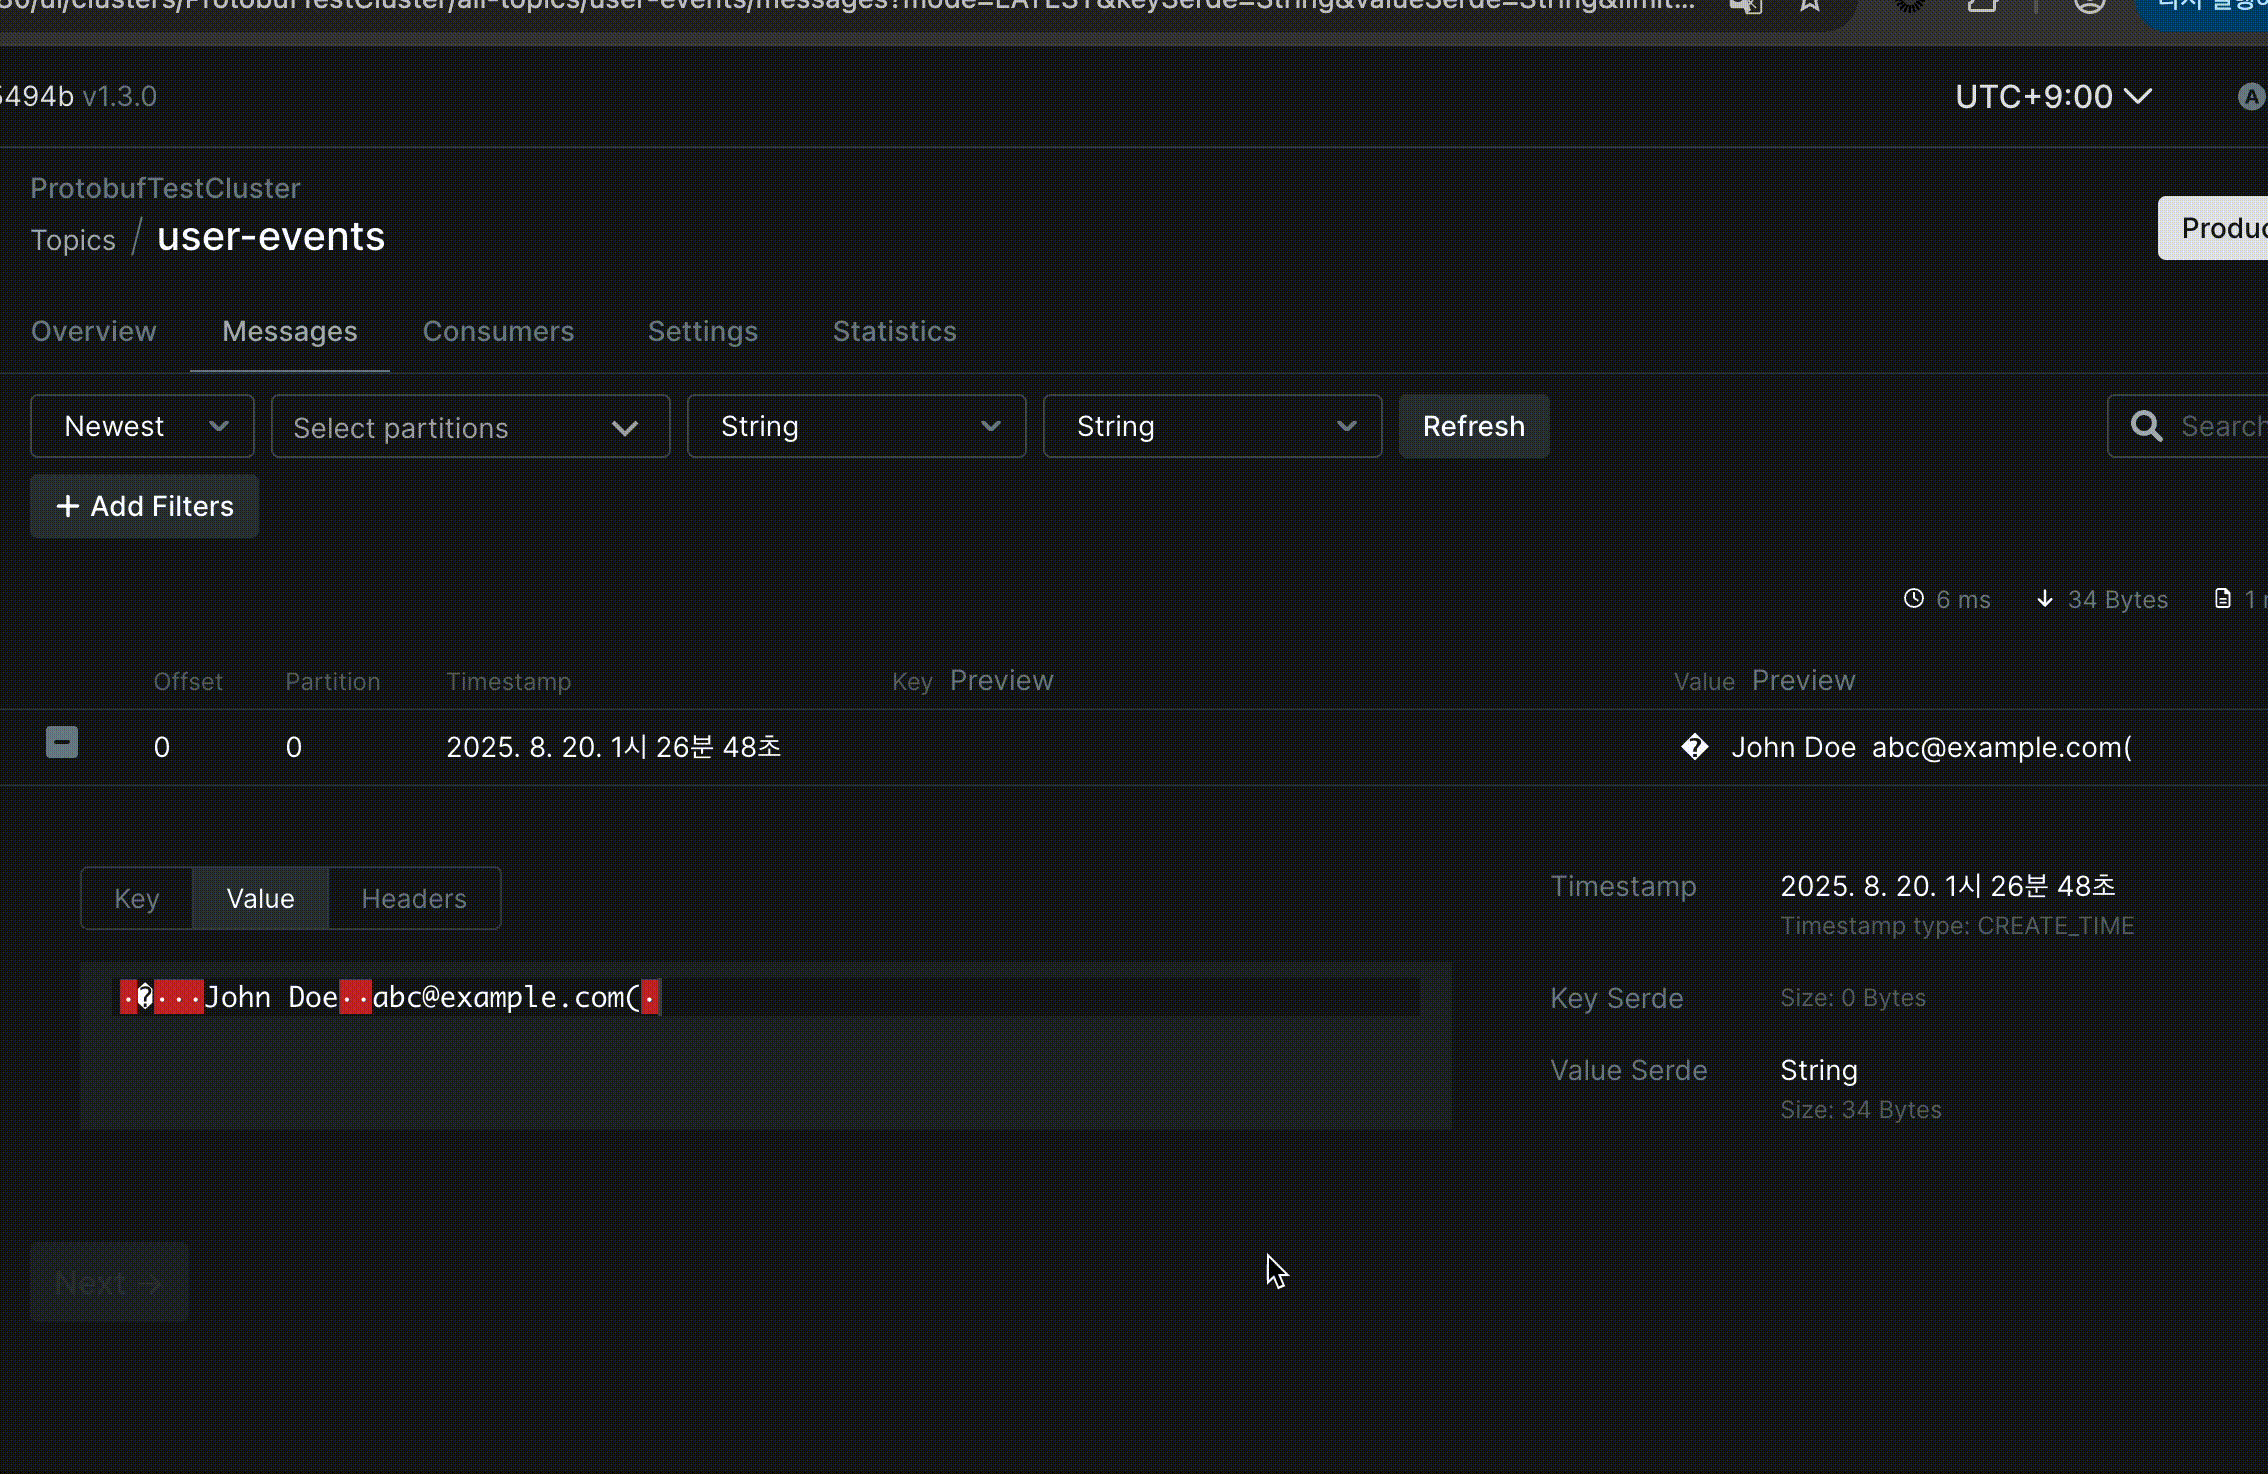 /ui/clusters/ProtobufTestCluster/all-topics/user-events/messages?mode=LATEST&keySerde=String&valueSerde=String&limit...
5494b v1.3.0
UTC+9:00
A
ProtobufTestCluster
Topics / user-events
Produc
Overview Messages Consumers Settings Statistics
Newest Select partitions String String Refresh Search
+ Add Filters
6 ms 34 Bytes 1
Offset Partition Timestamp Key Preview Value Preview
0 0 2025. 8. 20. 1시 26분 48초 � John Doe abc@example.com(
Key Value Headers
·�···John Doe··abc@example.com(·
Timestamp 2025. 8. 20. 1시 26분 48초
Timestamp type: CREATE_TIME
Key Serde Size: 0 Bytes
Value Serde String
Size: 34 Bytes
Next →